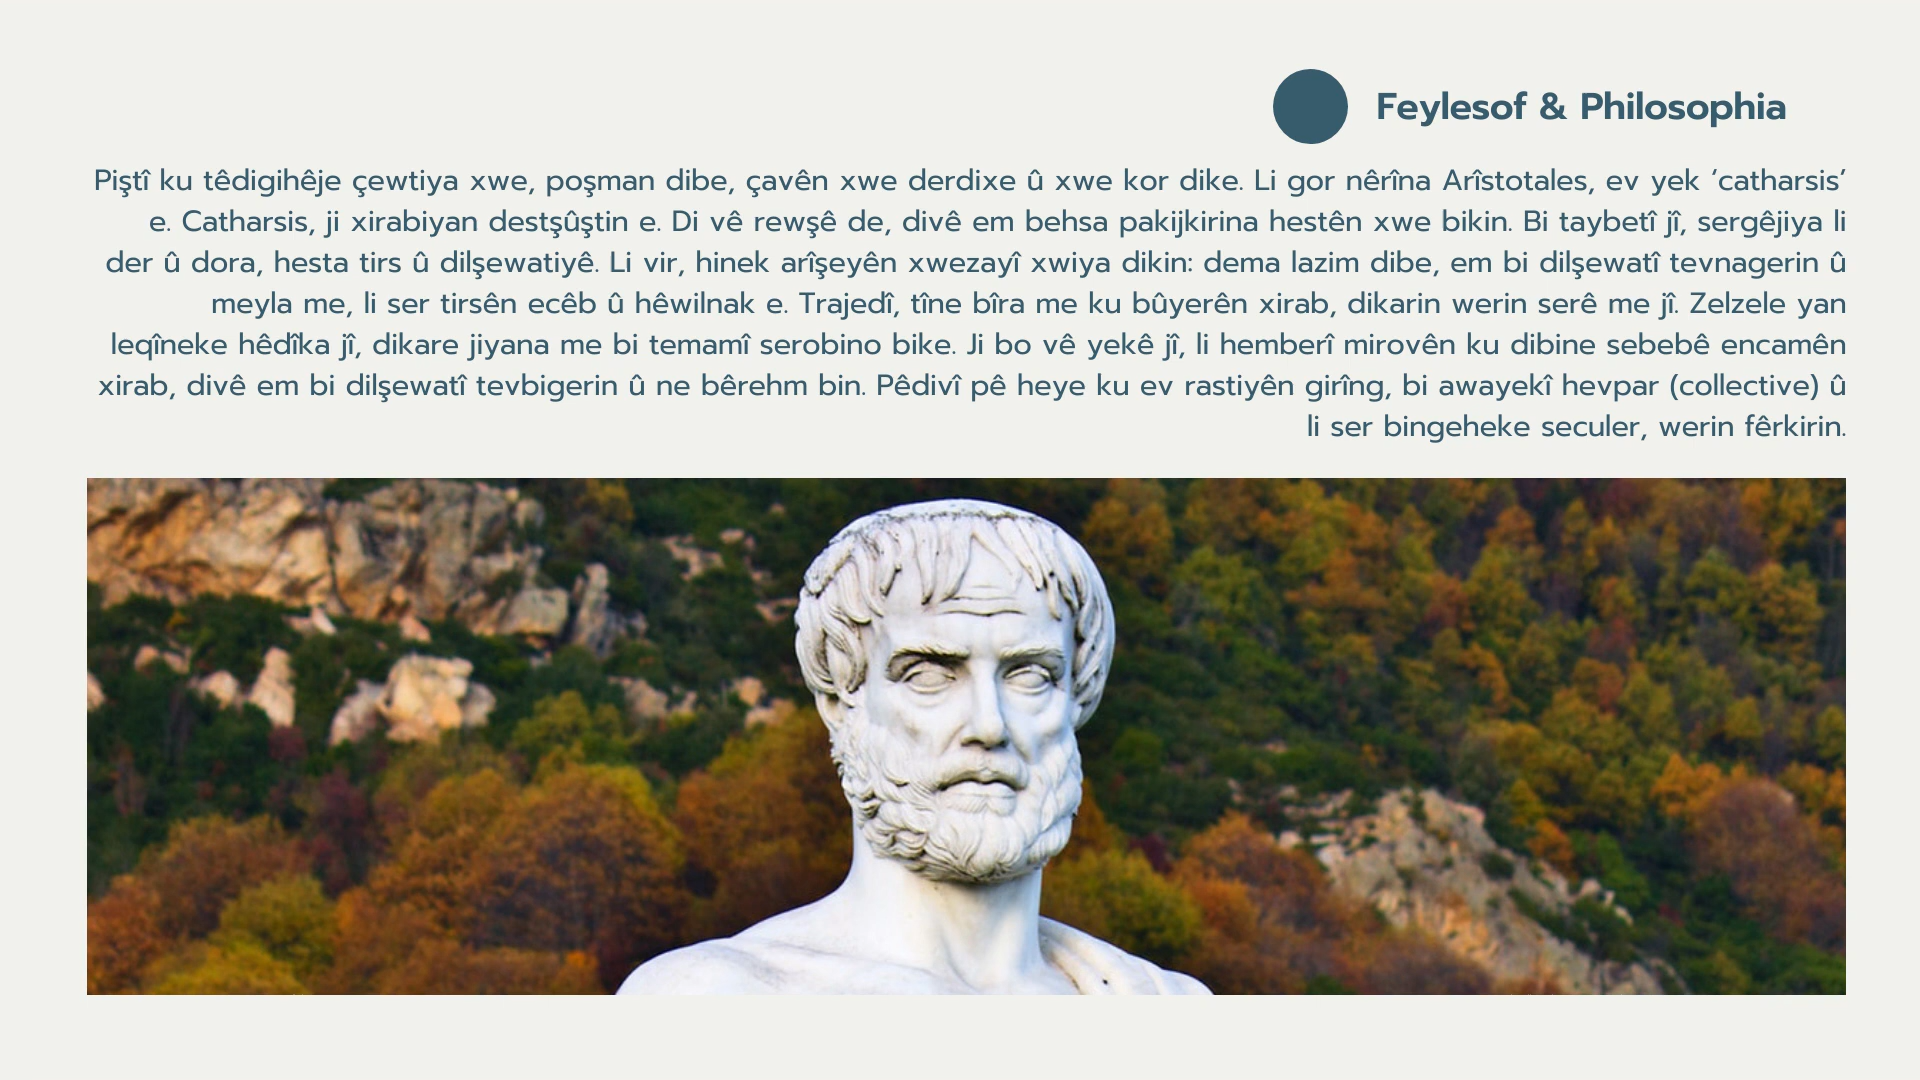 Feylesof & Philosophia
Piştî ku têdigihêje çewtiya xwe, poşman dibe, çavên xwe derdixe û xwe kor dike. Li gor nêrîna Arîstotales, ev yek ‘catharsis’
e. Catharsis, ji xirabiyan destşûştin e. Di vê rewşê de, divê em behsa pakijkirina hestên xwe bikin. Bi taybetî jî, sergêjiya li
der û dora, hesta tirs û dilşewatiyê. Li vir, hinek arîşeyên xwezayî xwiya dikin: dema lazim dibe, em bi dilşewatî tevnagerin û
meyla me, li ser tirsên ecêb û hêwilnak e. Trajedî, tîne bîra me ku bûyerên xirab, dikarin werin serê me jî. Zelzele yan
leqîneke hêdîka jî, dikare jiyana me bi temamî serobino bike. Ji bo vê yekê jî, li hemberî mirovên ku dibine sebebê encamên
xirab, divê em bi dilşewatî tevbigerin û ne bêrehm bin. Pêdivî pê heye ku ev rastiyên girîng, bi awayekî hevpar (collective) û
li ser bingeheke seculer, werin fêrkirin.